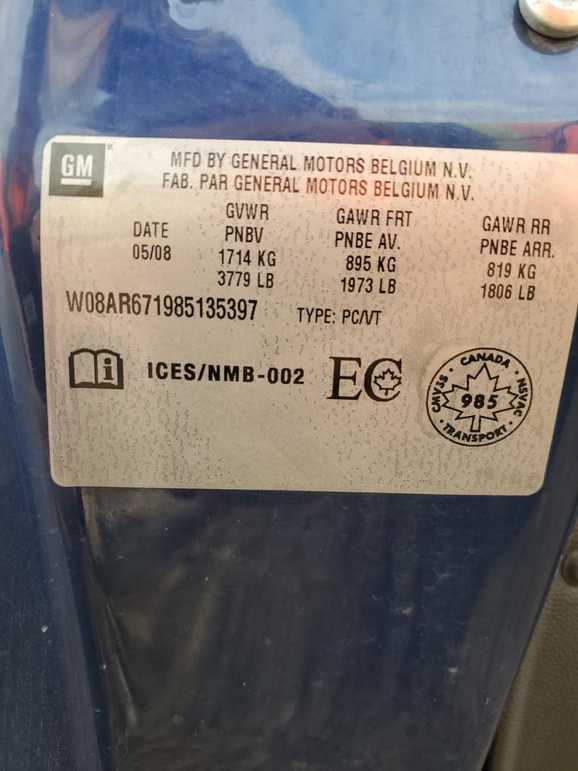 GM
MFD BY GENERAL MOTORS BELGIUM N.V.
FAB. PAR GENERAL MOTORS BELGIUM N.V.
DATE GVWR GAWR FRT GAWR RR
05/08 PNBV PNBE AV. PNBE ARR.
1714 KG 895 KG 819 KG
3779 LB 1973 LB 1806 LB
W08AR671985135397 TYPE: PC/VT
i ICES/NMB-002 EC
CANADA
CMVSS 985 NSVAC
TRANSPORT